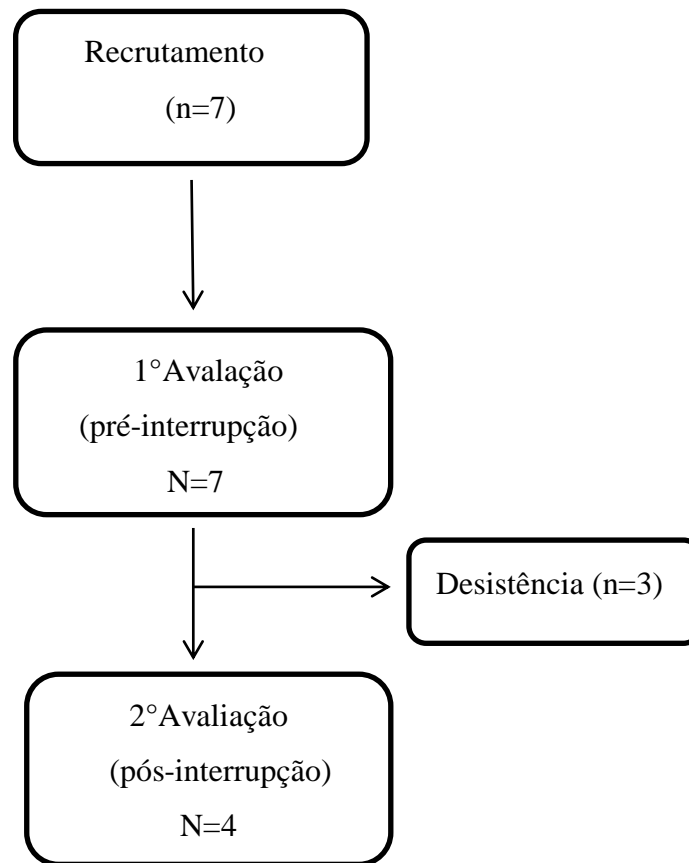 Recrutamento
(n=7)
1°Avalação
(pré-interrupção)
N=7
Desistência (n=3)
2°Avaliação
(pós-interrupção)
N=4